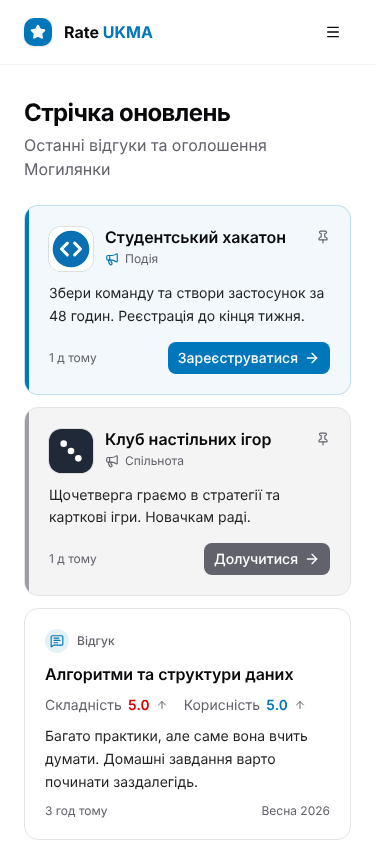 Rate UKMA
Стрічка оновлень
Останні відгуки та оголошення
Могилянки
Студентський хакатон
Подія
Збери команду та створи застосунок за
48 годин. Реєстрація до кінця тижня.
1 д тому
Зареєструватися →
Клуб настільних ігор
Спільнота
Щочетверга граємо в стратегії та
карткові ігри. Новачкам раді.
1 д тому
Долучитися →
Відгук
Алгоритми та структури даних
Складність 5.0 ↑ Корисність 5.0 ↑
Багато практики, але саме вона вчить
думати. Домашні завдання варто
починати заздалегідь.
3 год тому
Весна 2026